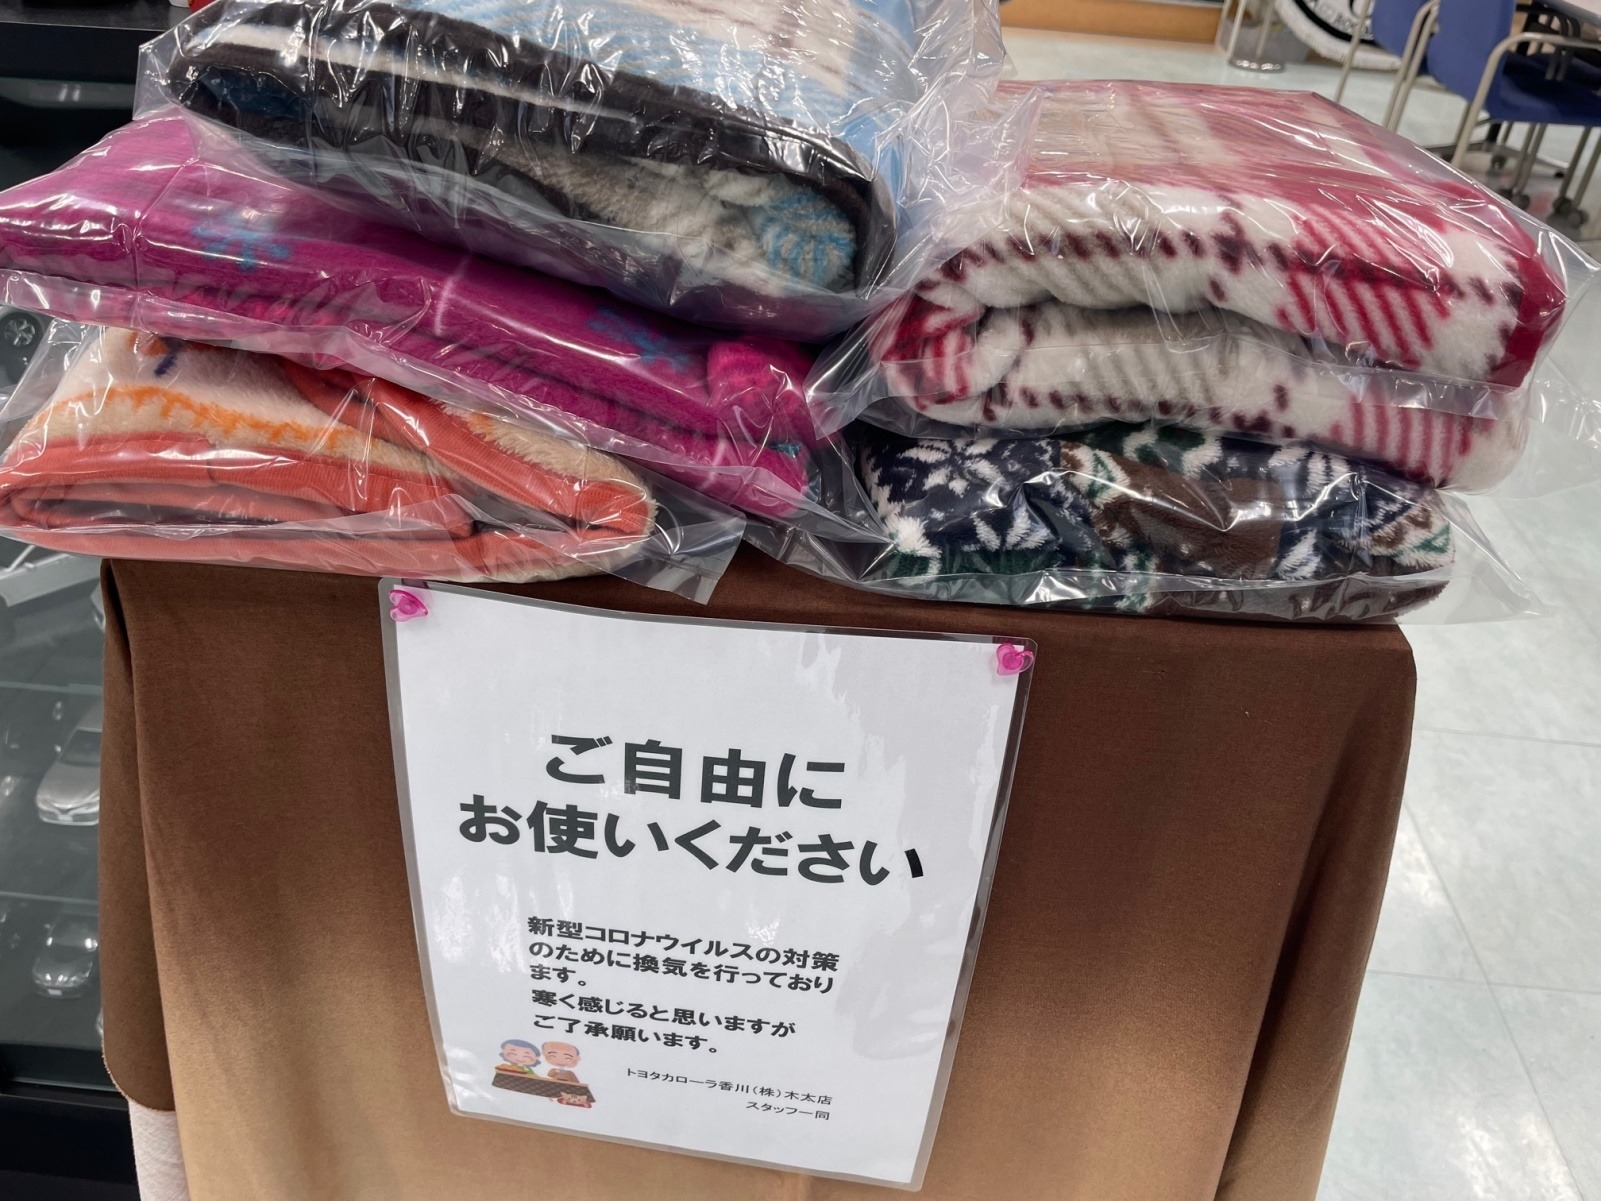 ご自由に
お使いください
新型コロナウイルスの対策
のために換気を行っており
ます。
寒く感じると思いますが
ご了承願います。
トヨタカローラ香川（株）木太店
スタッフ一同